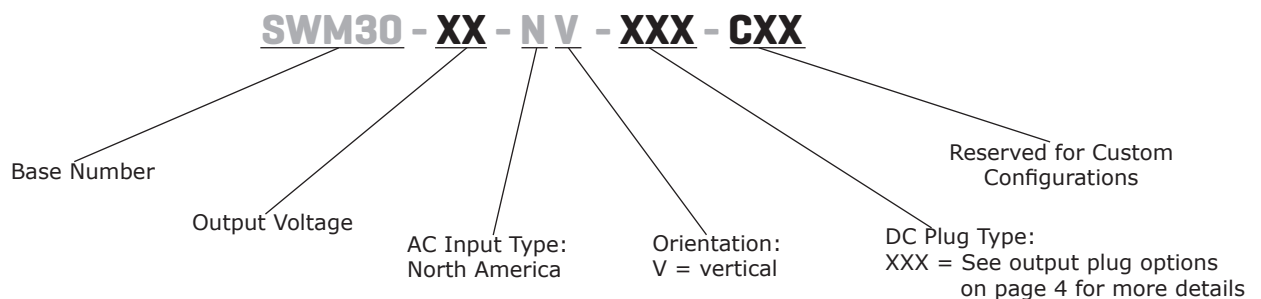 SWM30 - XX - N V - XXX - CXX
Base Number
Output Voltage
AC Input Type:
North America
Orientation:
V = vertical
DC Plug Type:
XXX = See output plug options
on page 4 for more details
Reserved for Custom
Configurations